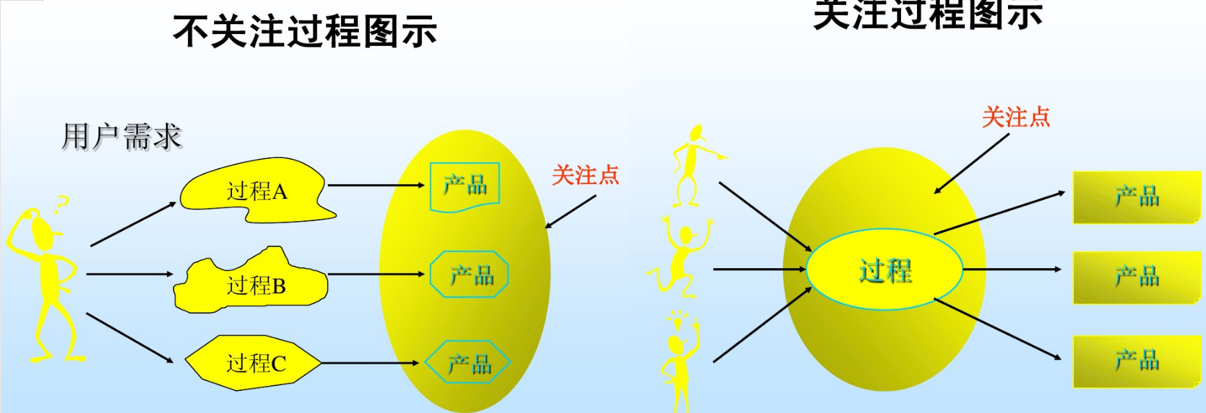 不关注过程图示
用户需求
过程A
产品
关注点
过程B
产品
过程C
产品
关注过程图示
关注点
产品
过程
产品
产品